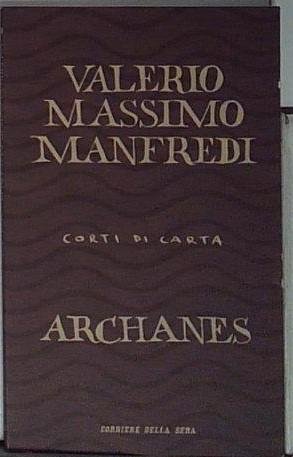 VALERIO
MASSIMO
MANFREDI
CORTI DI CARTA
ARCHANES
CORRIERE DELLA SERA